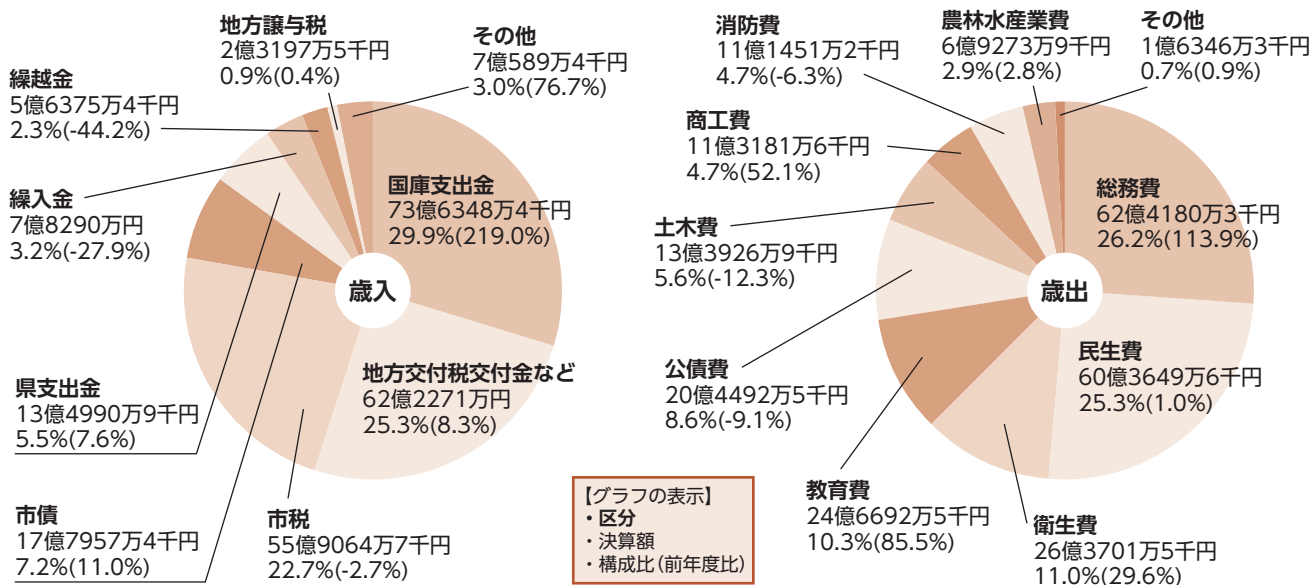 地方譲与税
2億3197万5千円
0.9%(0.4%)
その他
7億589万4千円
3.0%(76.7%)
繰越金
5億6375万4千円
2.3%(-44.2%)
繰入金
7億8290万円
3.2%(-27.9%)
国庫支出金
73億6348万4千円
29.9%(219.0%)
歳入
地方交付税交付金など
62億2271万円
25.3%(8.3%)
県支出金
13億4990万9千円
5.5%(7.6%)
市債
17億7957万4千円
7.2%(11.0%)
市税
55億9064万7千円
22.7%(-2.7%)
【グラフの表示】
・区分
・決算額
・構成比(前年度比)
消防費
11億1451万2千円
4.7%(-6.3%)
農林水産業費
6億9273万9千円
2.9%(2.8%)
その他
1億6346万3千円
0.7%(0.9%)
商工費
11億3181万6千円
4.7%(52.1%)
総務費
62億4180万3千円
26.2%(113.9%)
土木費
13億3926万9千円
5.6%(-12.3%)
歳出
民生費
60億3649万6千円
25.3%(1.0%)
公債費
20億4492万5千円
8.6%(-9.1%)
教育費
24億6692万5千円
10.3%(85.5%)
衛生費
26億3701万5千円
11.0%(29.6%)